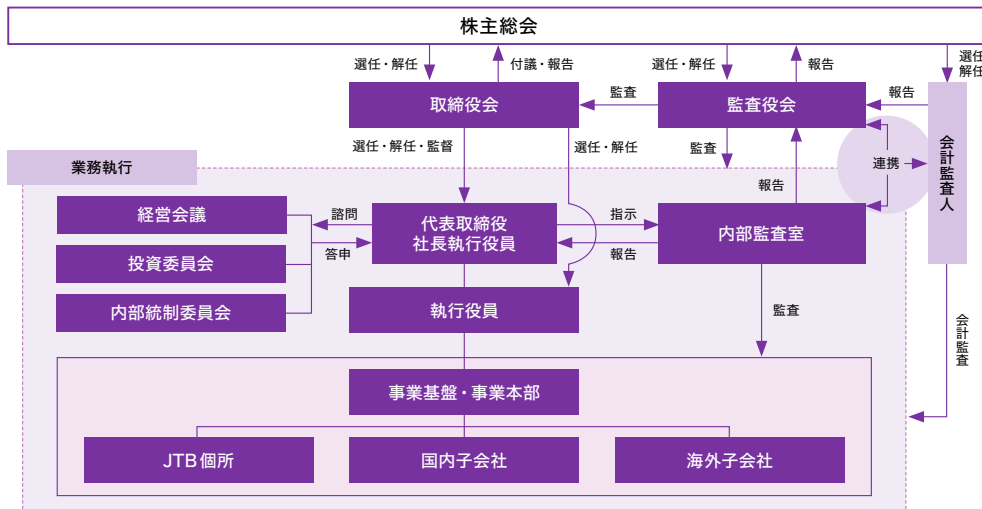 株主総会
選任・解任
付議・報告
選任・解任
報告
選任
解任
取締役会
監査
監査役会
報告
会計監査人
選任・解任・監督
選任・解任
監査
連携
業務執行
報告
経営会議
諮問
代表取締役
社長執行役員
指示
内部監査室
投資委員会
答申
報告
内部統制委員会
執行役員
監査
会計監査
事業基盤・事業本部
JTB個所
国内子会社
海外子会社